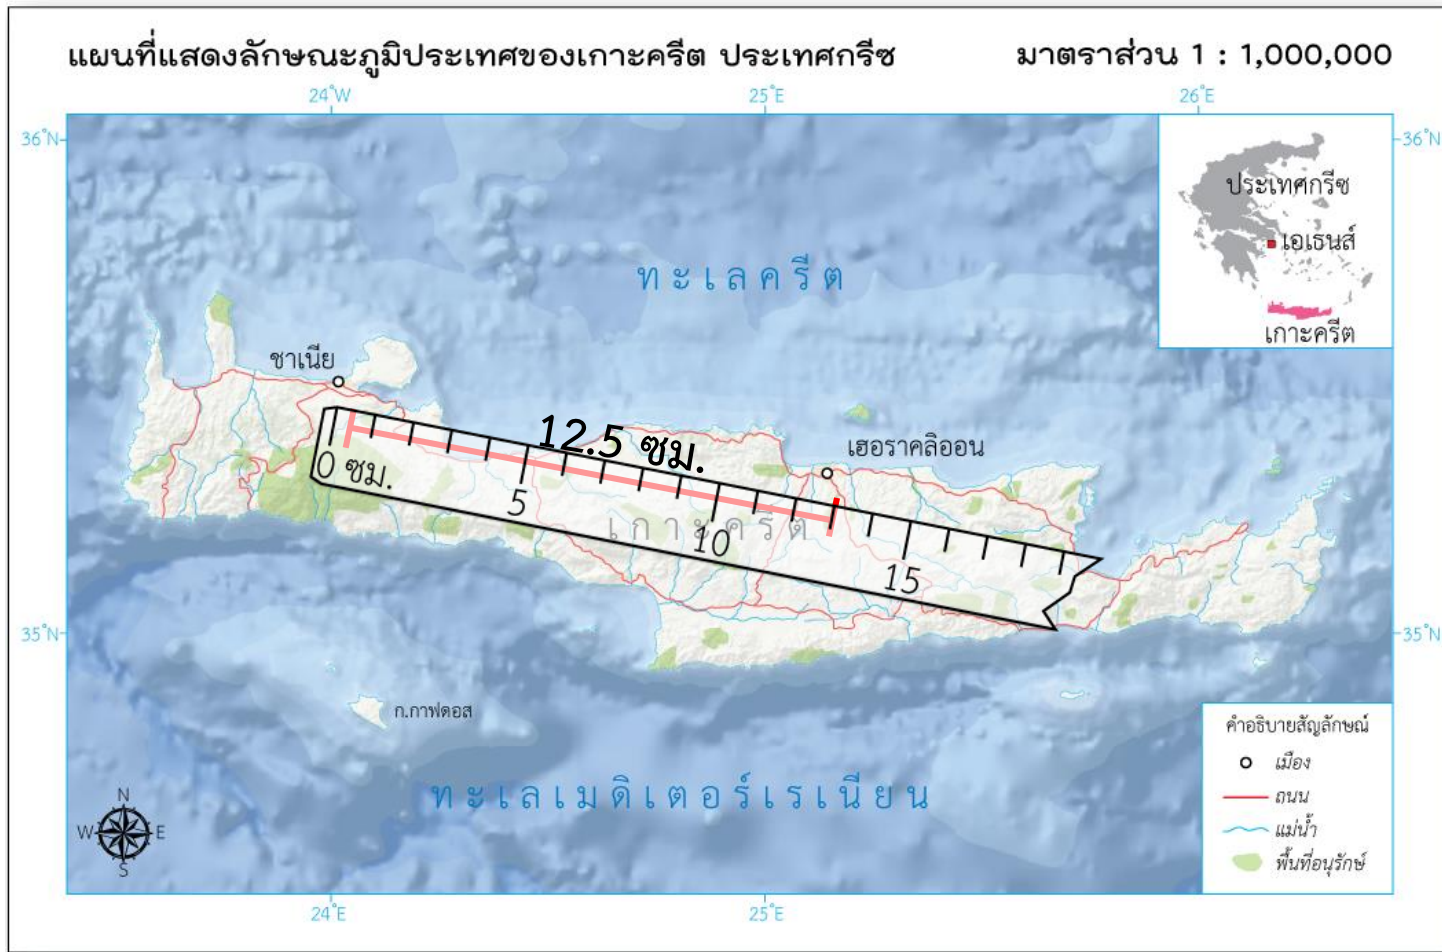 แผนที่แสดงลักษณะภูมิประเทศของเกาะครีต ประเทศกรีซ
มาตราส่วน 1 : 1,000,000
24°W
25°E
26°E
36°N
36°N
ประเทศกรีซ
เอเธนส์
เกาะครีต
ทะเลครีต
ชาเนีย
12.5 ซม.
เฮอราคลิออน
0 ซม.
5
10
15
เกาะครีต
35°N
35°N
ก.กาฟดอส
ทะเลเมดิเตอร์เรเนียน
คำอธิบายสัญลักษณ์
เมือง
ถนน
แม่น้ำ
พื้นที่อนุรักษ์
N
W
E
S
24°E
25°E